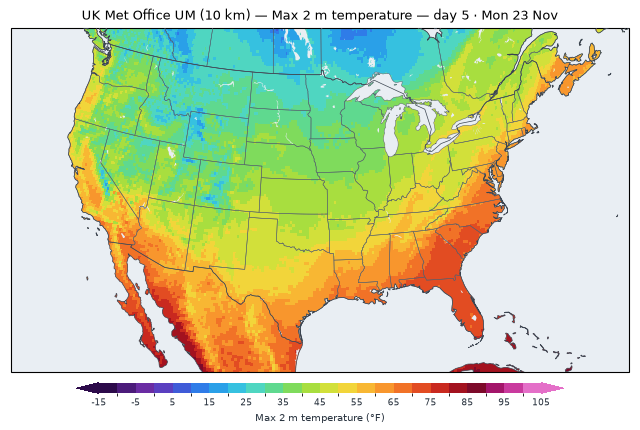 UK Met Office UM (10 km) — Max 2 m temperature — day 5 · Mon 23 Nov
-15 -5 5 15 25 35 45 55 65 75 85 95 105
Max 2 m temperature (°F)